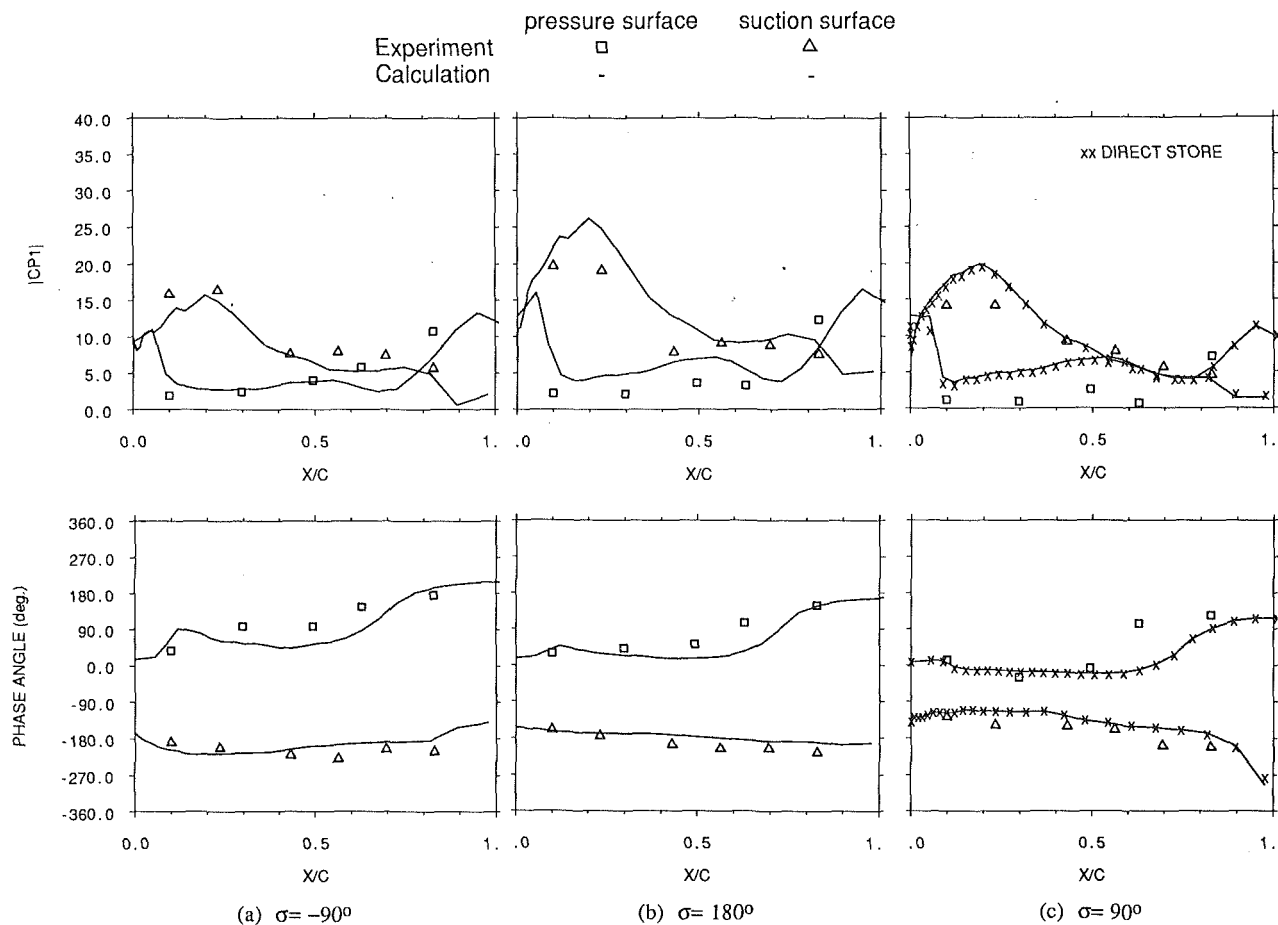 pressure surface suction surface
Experiment □ △
Calculation - -
40.0
35.0
30.0
25.0
20.0
15.0
10.0
5.0
0.0
|CP1|
0.0 0.5 1.
X/C
.0 0.5 1.
X/C
xx DIRECT STORE
.0 0.5 1.
X/C
360.0
270.0
180.0
90.0
0.0
-90.0
-180.0
-270.0
-360.0
PHASE ANGLE (deg.)
0.0 0.5 1.
X/C
.0 0.5 1.
X/C
.0 0.5 1.
X/C
(a) σ= −90º
(b) σ= 180º
(c) σ= 90º